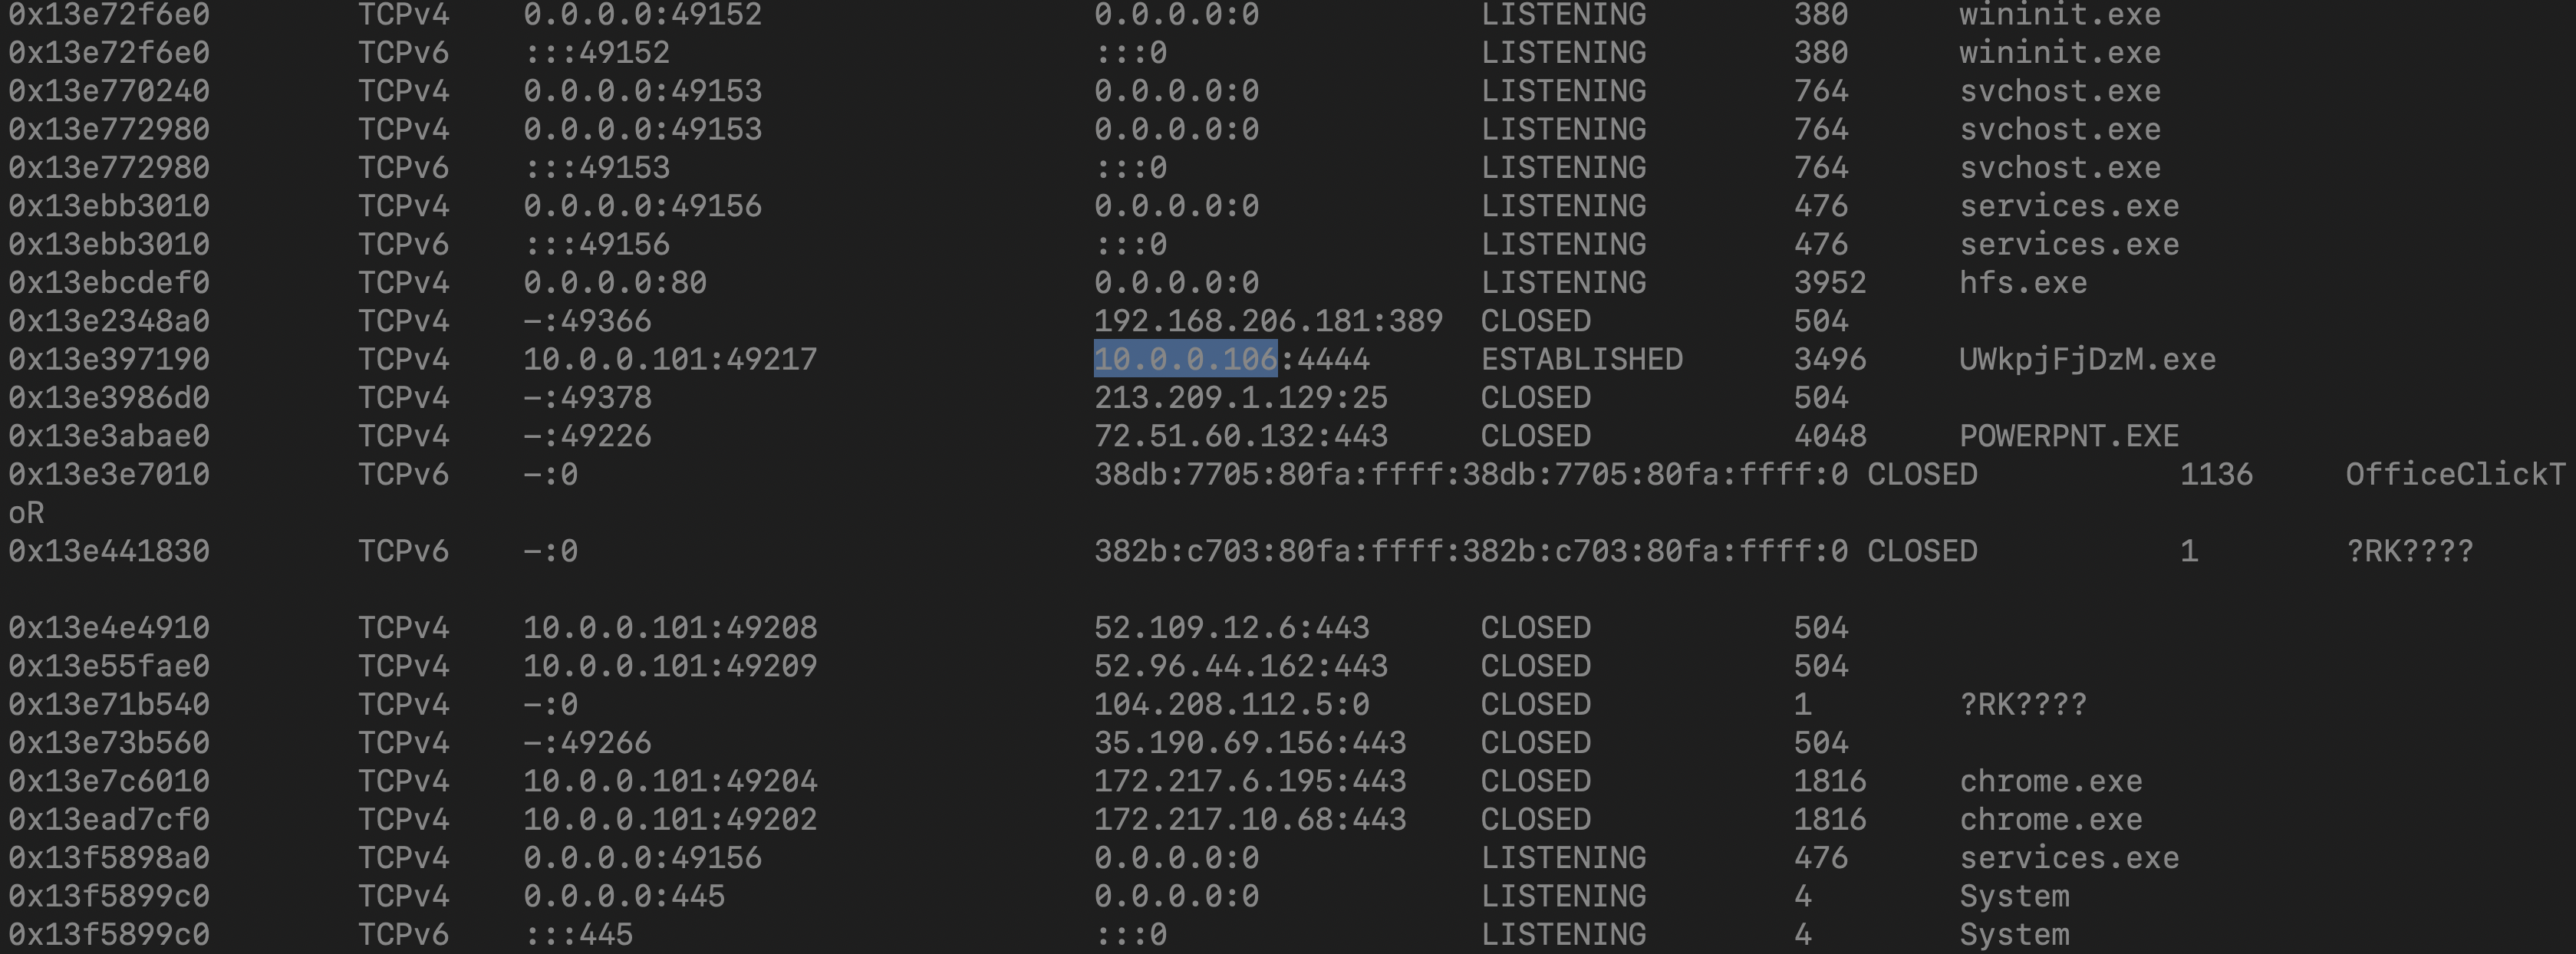 0x13e72f6e0 TCPv4 0.0.0.0:49152 0.0.0.0:0 LISTENING 380 wininit.exe
0x13e72f6e0 TCPv6 :::49152 :::0 LISTENING 380 wininit.exe
0x13e770240 TCPv4 0.0.0.0:49153 0.0.0.0:0 LISTENING 764 svchost.exe
0x13e772980 TCPv4 0.0.0.0:49153 0.0.0.0:0 LISTENING 764 svchost.exe
0x13e772980 TCPv6 :::49153 :::0 LISTENING 764 svchost.exe
0x13ebb3010 TCPv4 0.0.0.0:49156 0.0.0.0:0 LISTENING 476 services.exe
0x13ebb3010 TCPv6 :::49156 :::0 LISTENING 476 services.exe
0x13ebcdef0 TCPv4 0.0.0.0:80 0.0.0.0:0 LISTENING 3952 hfs.exe
0x13e2348a0 TCPv4 -:49366 192.168.206.181:389 CLOSED 504
0x13e397190 TCPv4 10.0.0.101:49217 10.0.0.106:4444 ESTABLISHED 3496 UWkpjFjDzM.exe
0x13e3986d0 TCPv4 -:49378 213.209.1.129:25 CLOSED 504
0x13e3abae0 TCPv4 -:49226 72.51.60.132:443 CLOSED 4048 POWERPNT.EXE
0x13e3e7010 TCPv6 -:0 38db:7705:80fa:ffff:38db:7705:80fa:ffff:0 CLOSED 1136 OfficeClickT
oR
0x13e441830 TCPv6 -:0 382b:c703:80fa:ffff:382b:c703:80fa:ffff:0 CLOSED 1 ?RK????
0x13e4e4910 TCPv4 10.0.0.101:49208 52.109.12.6:443 CLOSED 504
0x13e55fae0 TCPv4 10.0.0.101:49209 52.96.44.162:443 CLOSED 504
0x13e71b540 TCPv4 -:0 104.208.112.5:0 CLOSED 1 ?RK????
0x13e73b560 TCPv4 -:49266 35.190.69.156:443 CLOSED 504
0x13e7c6010 TCPv4 10.0.0.101:49204 172.217.6.195:443 CLOSED 1816 chrome.exe
0x13ead7cf0 TCPv4 10.0.0.101:49202 172.217.10.68:443 CLOSED 1816 chrome.exe
0x13f5898a0 TCPv4 0.0.0.0:49156 0.0.0.0:0 LISTENING 476 services.exe
0x13f5899c0 TCPv4 0.0.0.0:445 0.0.0.0:0 LISTENING 4 System
0x13f5899c0 TCPv6 :::445 :::0 LISTENING 4 System